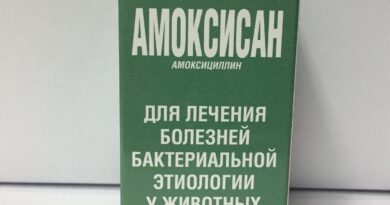 АМОКСИСАН
АМОКСИЦИЛЛИН
ДЛЯ ЛЕЧЕНИЯ
БОЛЕЗНЕЙ
БАКТЕРИАЛЬНОЙ
ЭТИОЛОГИИ
У ЖИВОТНЫХ